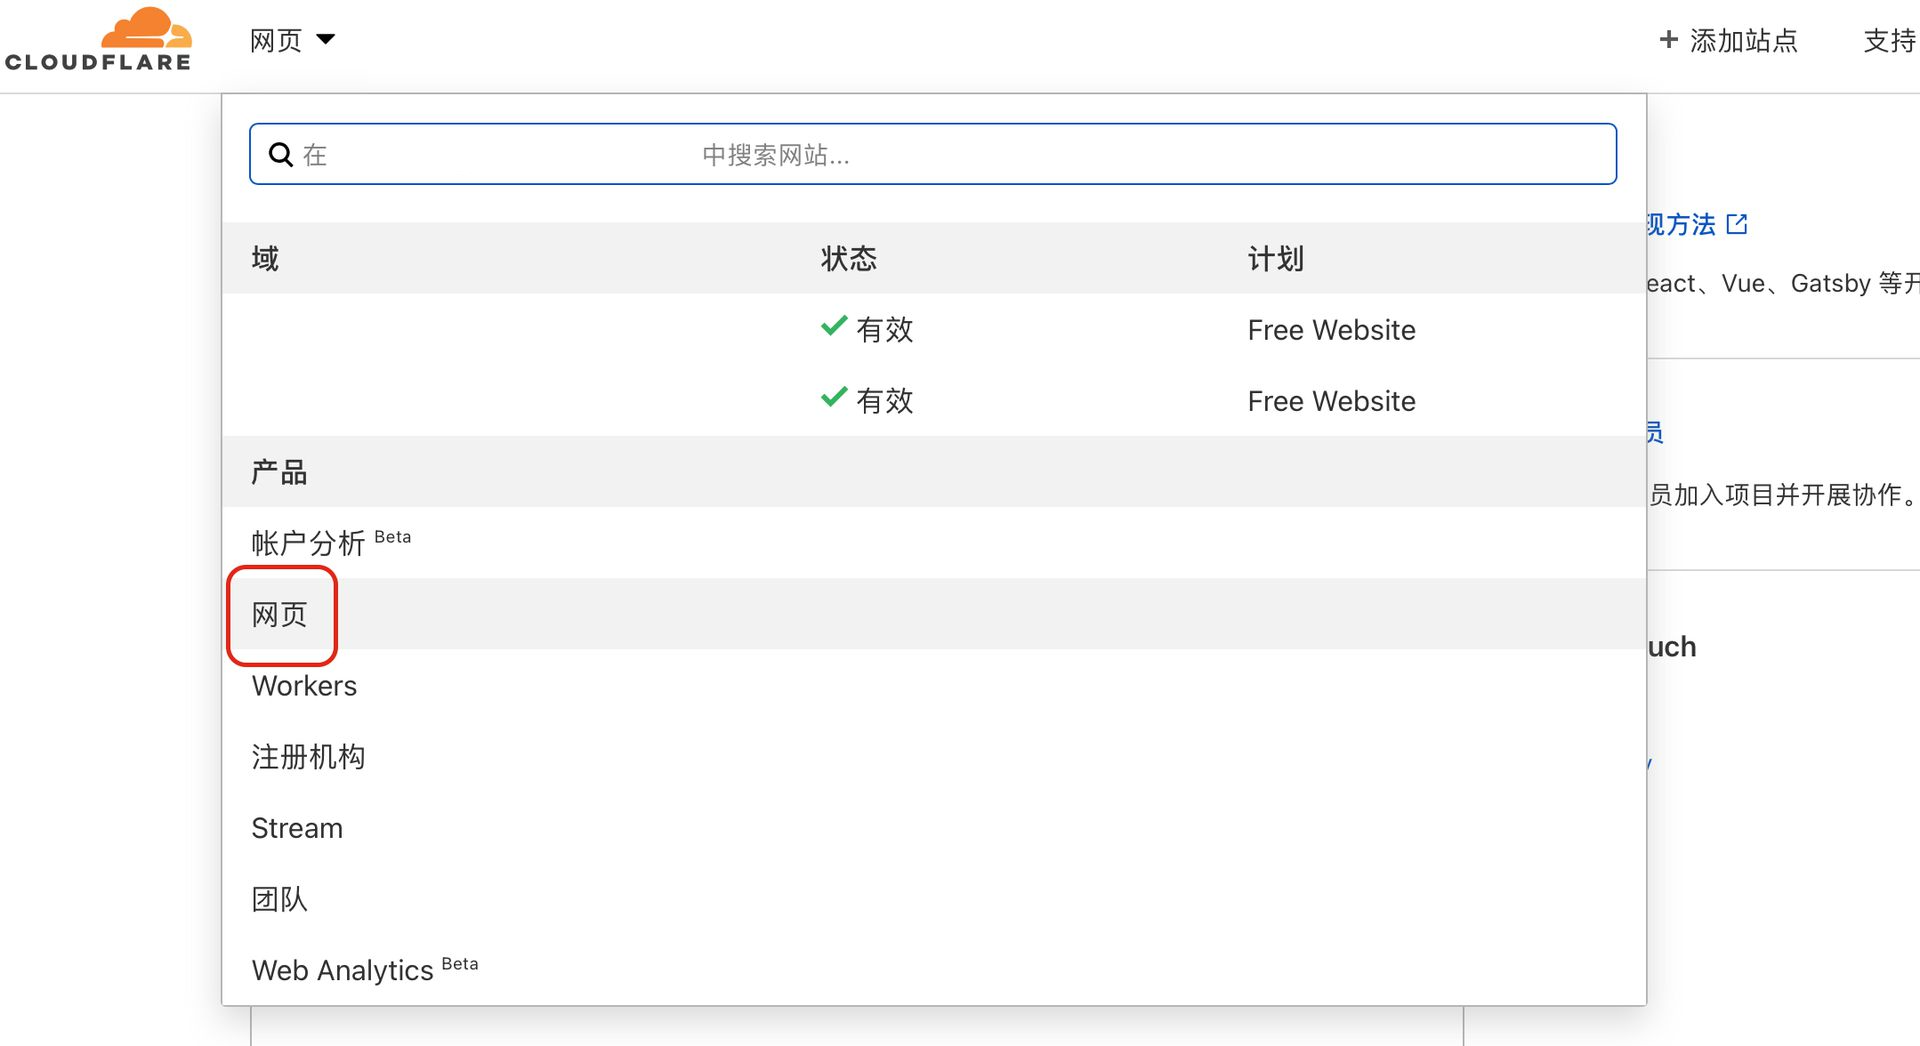 CLOUDFLARE
网页
+ 添加站点
支持
在 中搜索网站...
域 状态 计划
有效 Free Website
有效 Free Website
产品
帐户分析 Beta
网页
Workers
注册机构
Stream
团队
Web Analytics Beta
现方法
eact、Vue、Gatsby 等开
员
员加入项目并开展协作。
uch
y